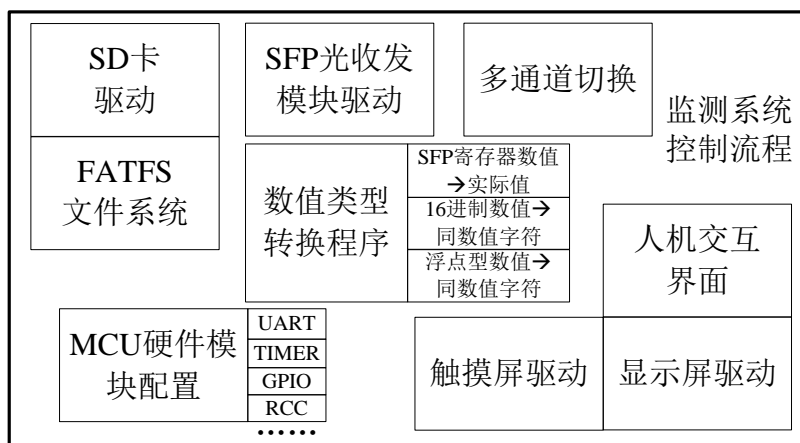 SD卡
驱动
FATFS
文件系统
SFP光收发
模块驱动
多通道切换
监测系统
控制流程
数值类型
转换程序
SFP寄存器数值
→实际值
16进制数值→
同数值字符
浮点型数值→
同数值字符
人机交互
界面
MCU硬件模
块配置
UART
TIMER
GPIO
RCC
······
触摸屏驱动
显示屏驱动